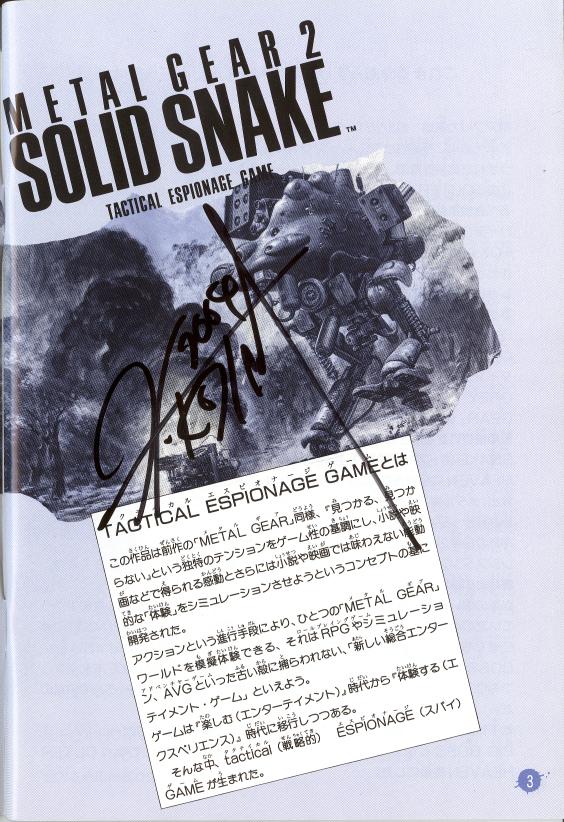 METAL GEAR 2
SOLID SNAKE™
TACTICAL ESPIONAGE GAME
2004
TACTICAL ESPIONAGE GAMEとは
この作品は前作の「METAL GEAR」同様、『見つかる、見つか
らない』という独特のテンションをゲーム性の基調にし、小説や映
画などで得られる感動とさらには小説や映画では味わえない能動
的な「体験」をシミュレーションさせようというコンセプトの基に
開発された。
アクションという進行手段により、ひとつの「METAL GEAR」
ワールドを模擬体験できる、それはRPGやシミュレーショ
ン、AVGといった古い殻に捕らわれない、「新しい総合エンター
テイメント・ゲーム」といえよう。
ゲームは『楽しむ(エンターテイメント)』時代から『体験する(エ
クスペリエンス)』時代に移行しつつある。
そんな中、tactical(戦略的) ESPIONAGE(スパイ)
GAMEが生まれた。
3